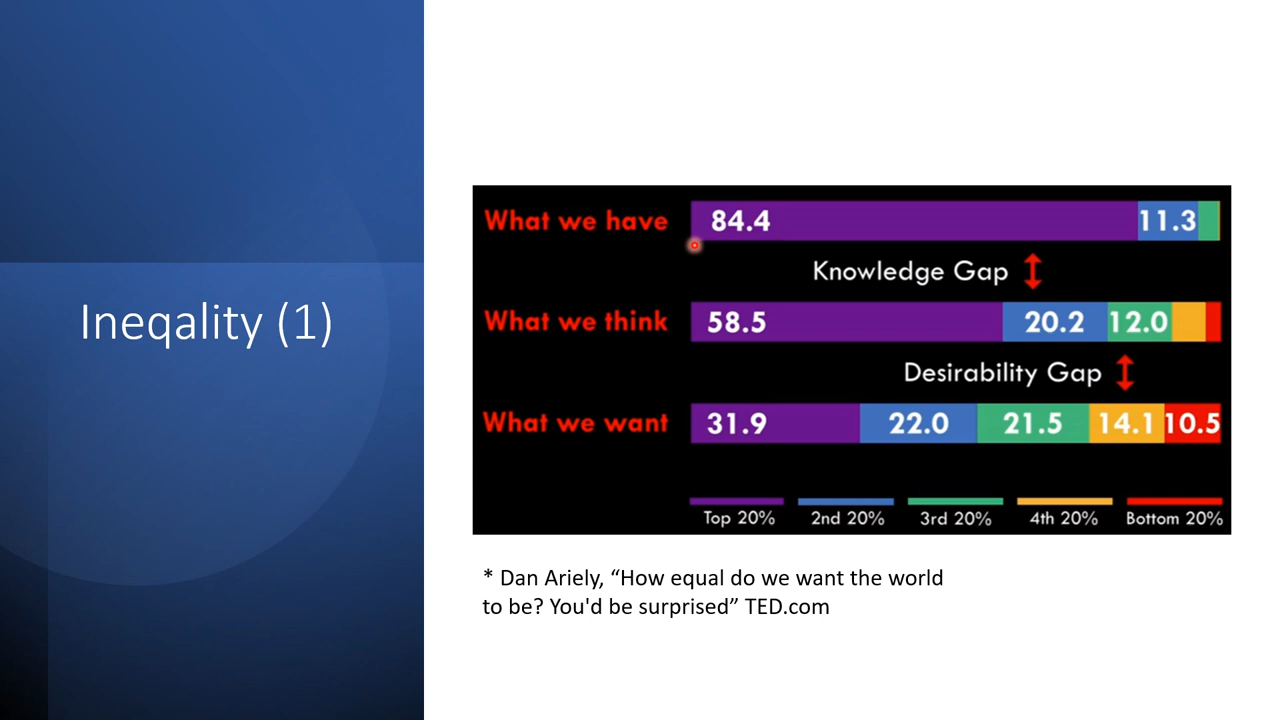 Ineqality (1)
What we have 84.4 11.3
Knowledge Gap
What we think 58.5 20.2 12.0
Desirability Gap
What we want 31.9 22.0 21.5 14.1 10.5
Top 20% 2nd 20% 3rd 20% 4th 20% Bottom 20%
* Dan Ariely, “How equal do we want the world
to be? You'd be surprised” TED.com